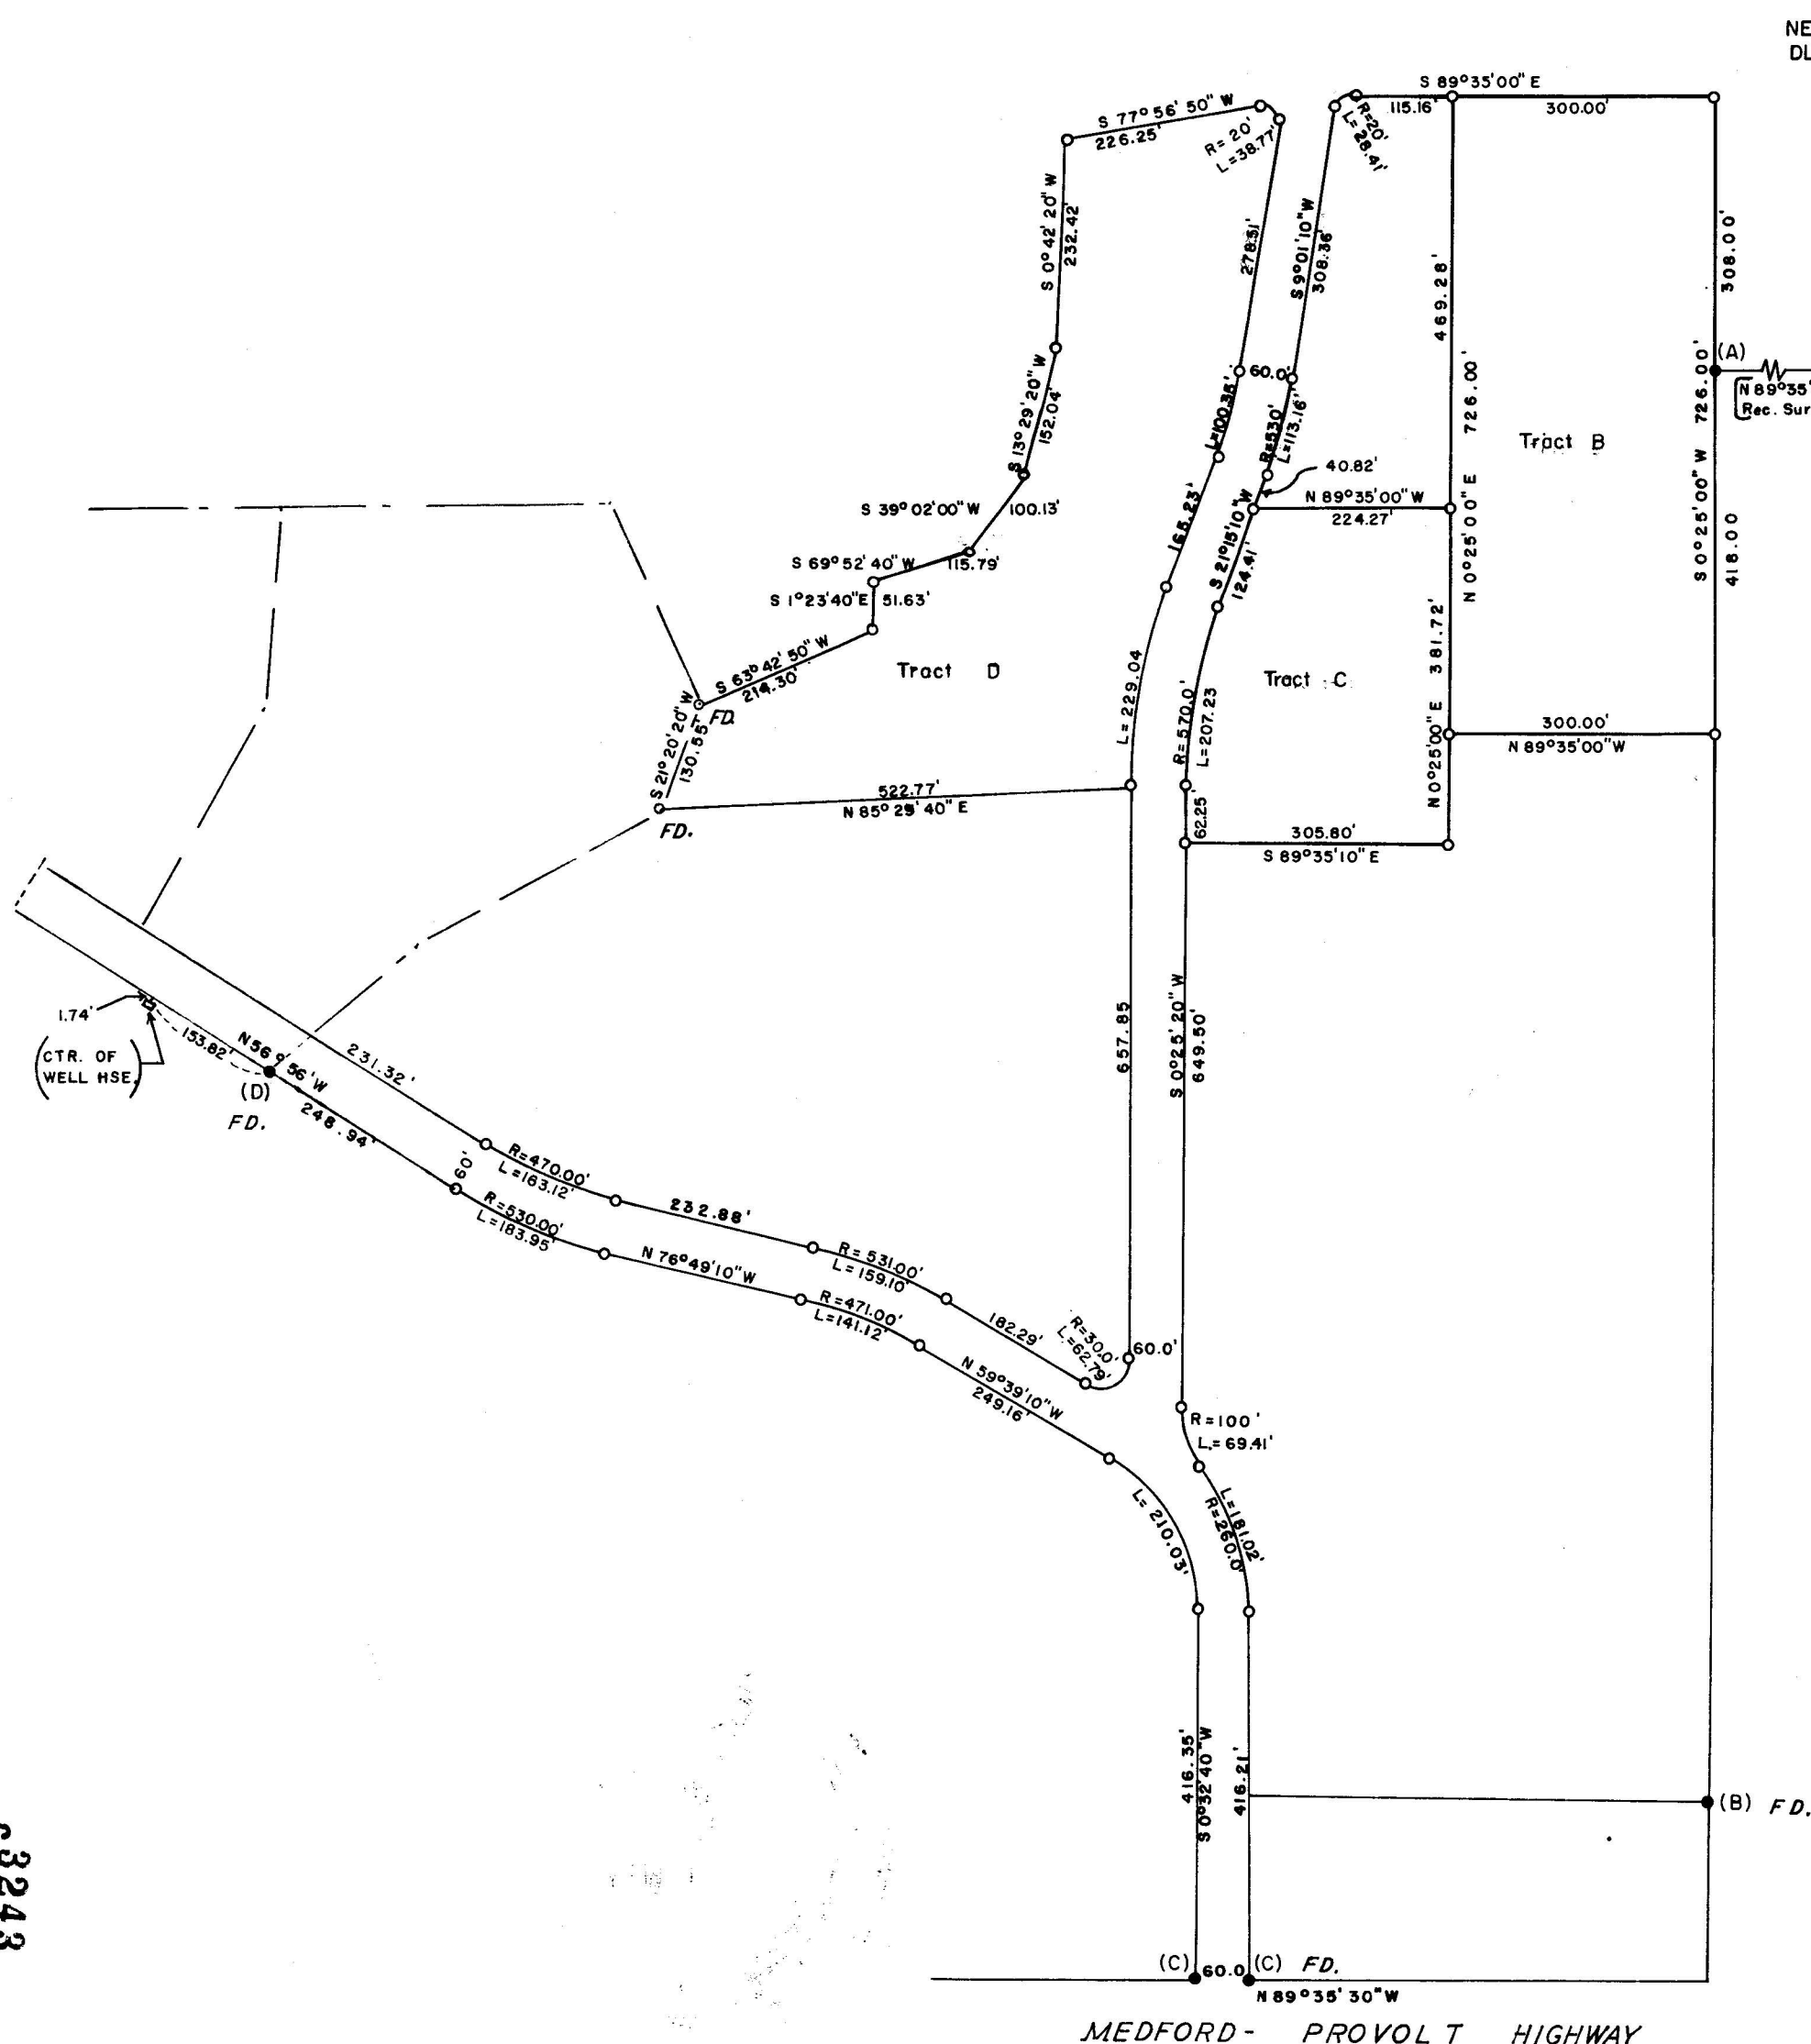 NE
DL
S 89°35'00" E
115.16'
300.00'
R=20'
L=28.41'
S 77°56'50" W
226.25'
R=20'
L=38.77'
S 0°42'20" W
232.42'
278.51'
S 9°01'10" W
308.36'
469.28'
308.00'
(A)
N 89°35'
Rec. Sur
726.00'
N 0°25'00" E
Tract B
S 0°25'00" W 726.00'
418.00
S 13°29'20" W
152.04'
L=100.35'
60.0'
R=530'
L=113.16'
40.82'
N 89°35'00" W
224.27'
S 39°02'00" W
100.13'
165.23'
S 21°15'10" W
124.41'
S 69°52'40" W
115.79'
S 1°23'40" E
51.63'
S 63°42'50" W
214.30'
Tract D
Tract C
L=229.04
R=570.0'
L=207.23
N 0°25'00" E 381.72'
300.00'
N 89°35'00" W
FD.
S 21°20'20" W
130.55'
522.77'
N 85°29'40" E
FD.
62.25'
305.80'
S 89°35'10" E
1.74'
(CTR. OF
WELL HSE.)
153.82'
N 56°56'W
231.32'
(D)
FD.
248.94'
657.85
S 0°25'20" W
649.50'
60'
R=470.00'
L=163.12'
R=530.00'
L=183.95'
232.88'
N 76°49'10" W
R=531.00'
L=159.10'
R=471.00'
L=141.12'
182.29'
N 59°39'10" W
249.16'
R=30.0'
L=62.79'
60.0'
R=100'
L=69.41'
L=210.03'
L=181.02'
R=260.0'
416.35'
S 0°32'40" W
416.21'
(B) FD.
3243
(C)
60.0
(C) FD.
N 89°35'30" W
MEDFORD - PROVOLT HIGHWAY